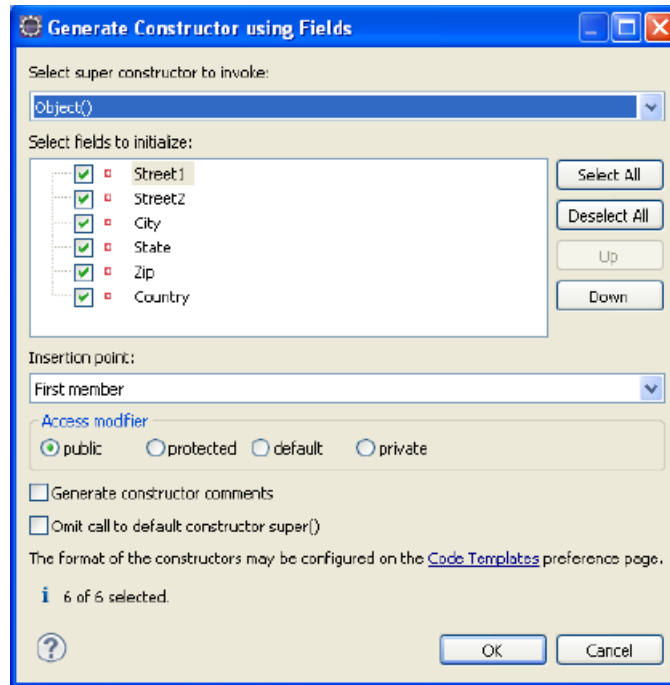 Generate Constructor using Fields
Select super constructor to invoke:
Object()
Select fields to initialize:
Street1
Select All
Street2
Deselect All
City
State
Up
Zip
Country
Down
Insertion point:
First member
Access modifier
public protected default private
Generate constructor comments
Omit call to default constructor super()
The format of the constructors may be configured on the Code Templates preference page.
i 6 of 6 selected.
? OK Cancel